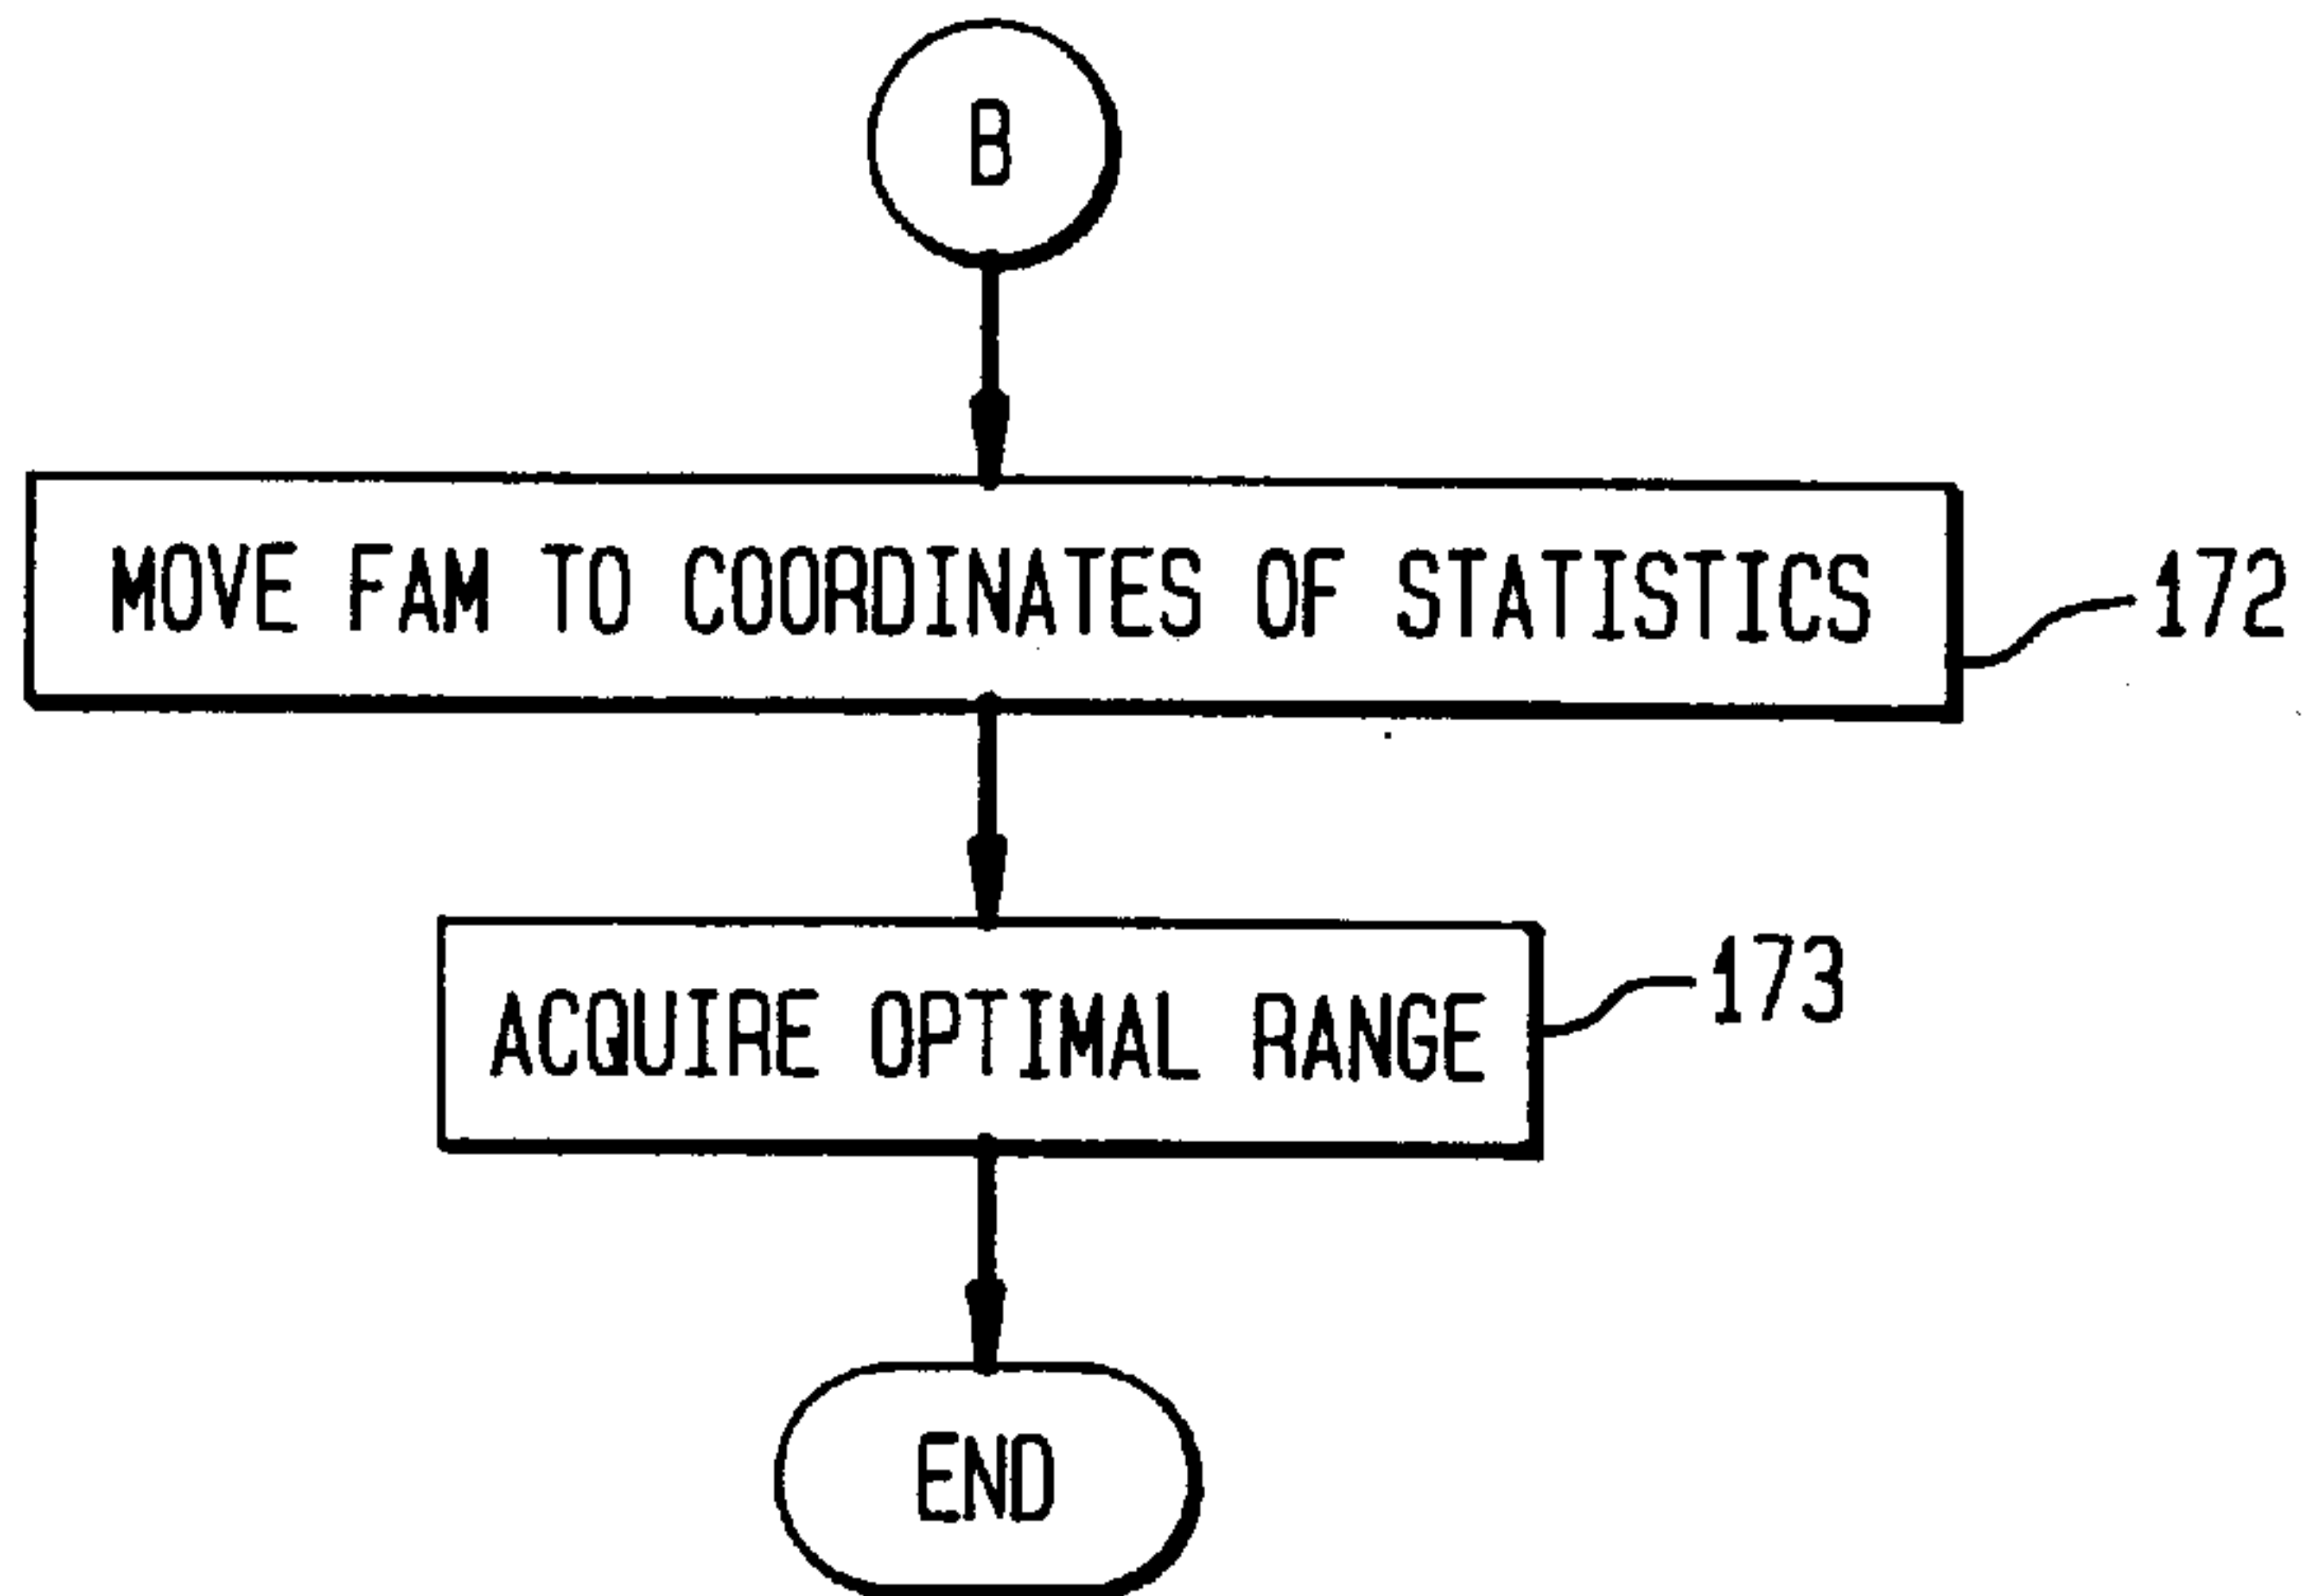 B
MOVE FAM TO COORDINATES OF STATISTICS
172
ACQUIRE OPTIMAL RANGE
173
END